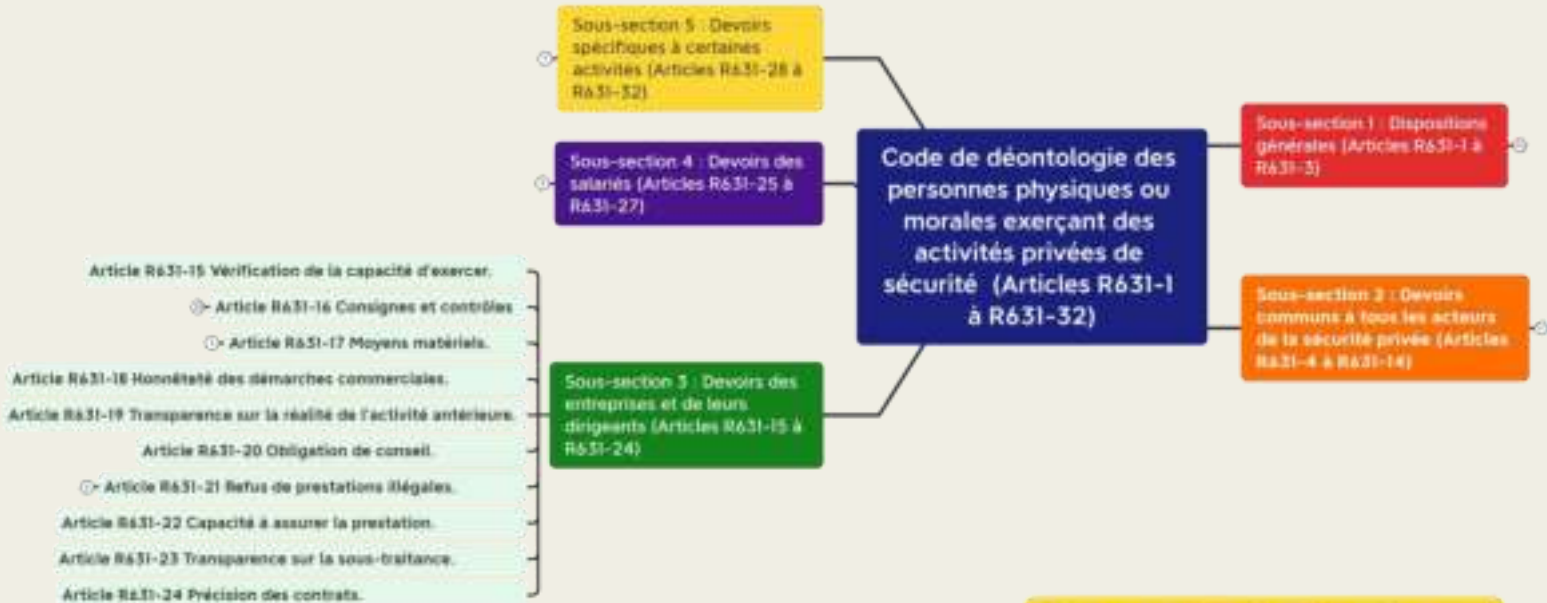 Code de déontologie des
personnes physiques ou
morales exerçant des
activités privées de
sécurité (Articles R631-1
à R631-32)
Sous-section 1 : Dispositions
générales (Articles R631-1 à
R631-3)
Sous-section 2 : Devoirs
communs à tous les acteurs
de la sécurité privée (Articles
R631-4 à R631-14)
Sous-section 3 : Devoirs des
entreprises et de leurs
dirigeants (Articles R631-15 à
R631-24)
Article R631-15 Vérification de la capacité d'exercer.
Article R631-16 Consignes et contrôles
Article R631-17 Moyens matériels.
Article R631-18 Honnêteté des démarches commerciales.
Article R631-19 Transparence sur la réalité de l'activité antérieure.
Article R631-20 Obligation de conseil.
Article R631-21 Refus de prestations illégales.
Article R631-22 Capacité à assurer la prestation.
Article R631-23 Transparence sur la sous-traitance.
Article R631-24 Précision des contrats.
Sous-section 4 : Devoirs des
salariés (Articles R631-25 à
R631-27)
Sous-section 5 : Devoirs
spécifiques à certaines
activités (Articles R631-28 à
R631-32)